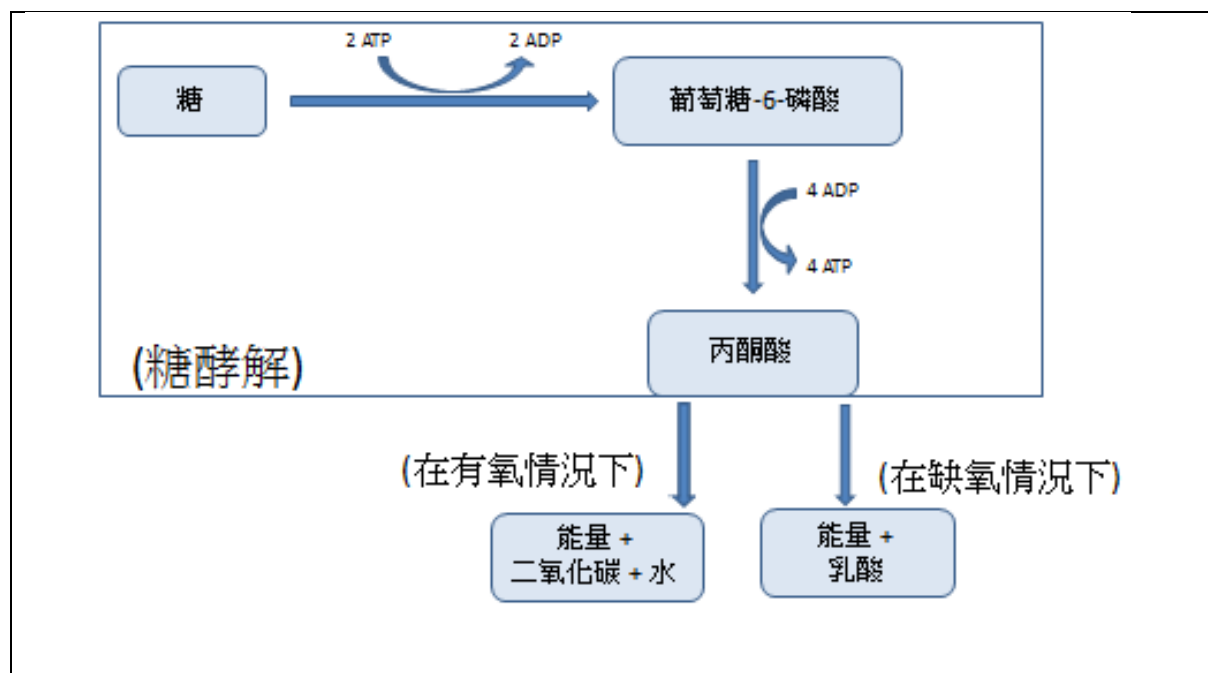 2 ATP
2 ADP
糖
葡萄糖-6-磷酸
4 ADP
4 ATP
丙酮酸
(糖酵解)
(在有氧情況下)
(在缺氧情況下)
能量 +
二氧化碳 + 水
能量 +
乳酸